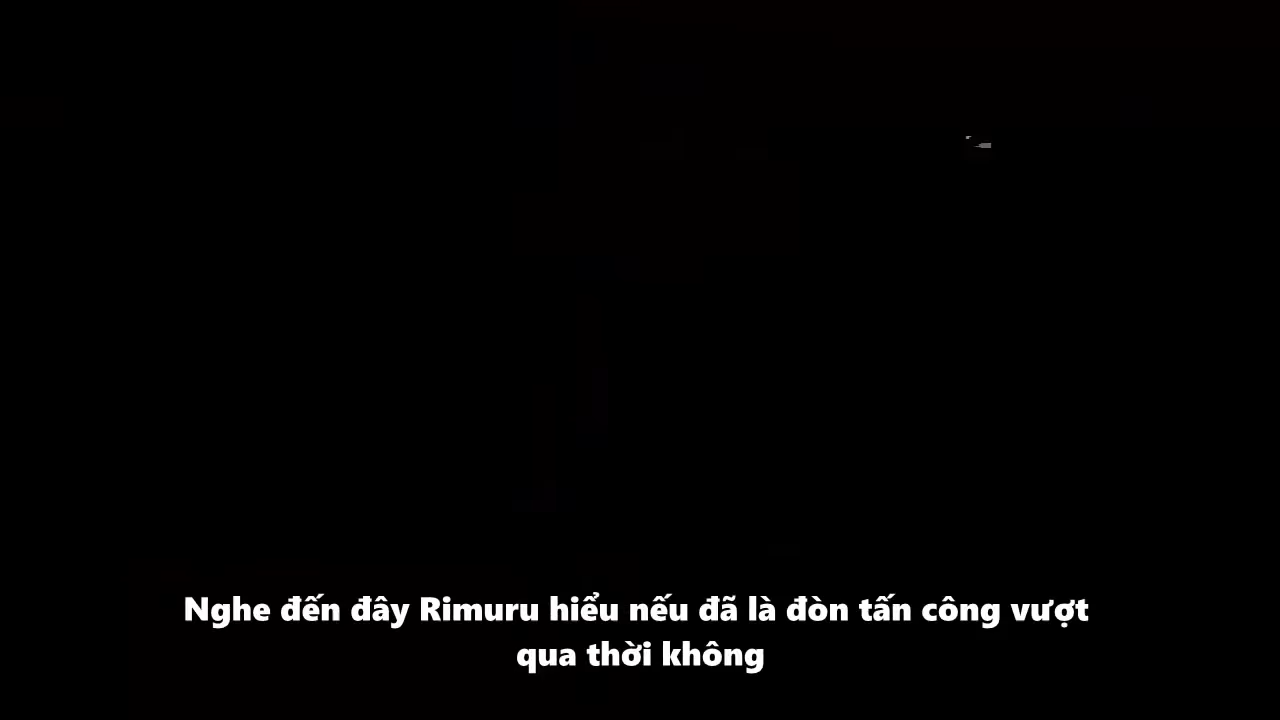 Nghe đến đây Rimuru hiểu nếu đã là đòn tấn công vượt
qua thời không